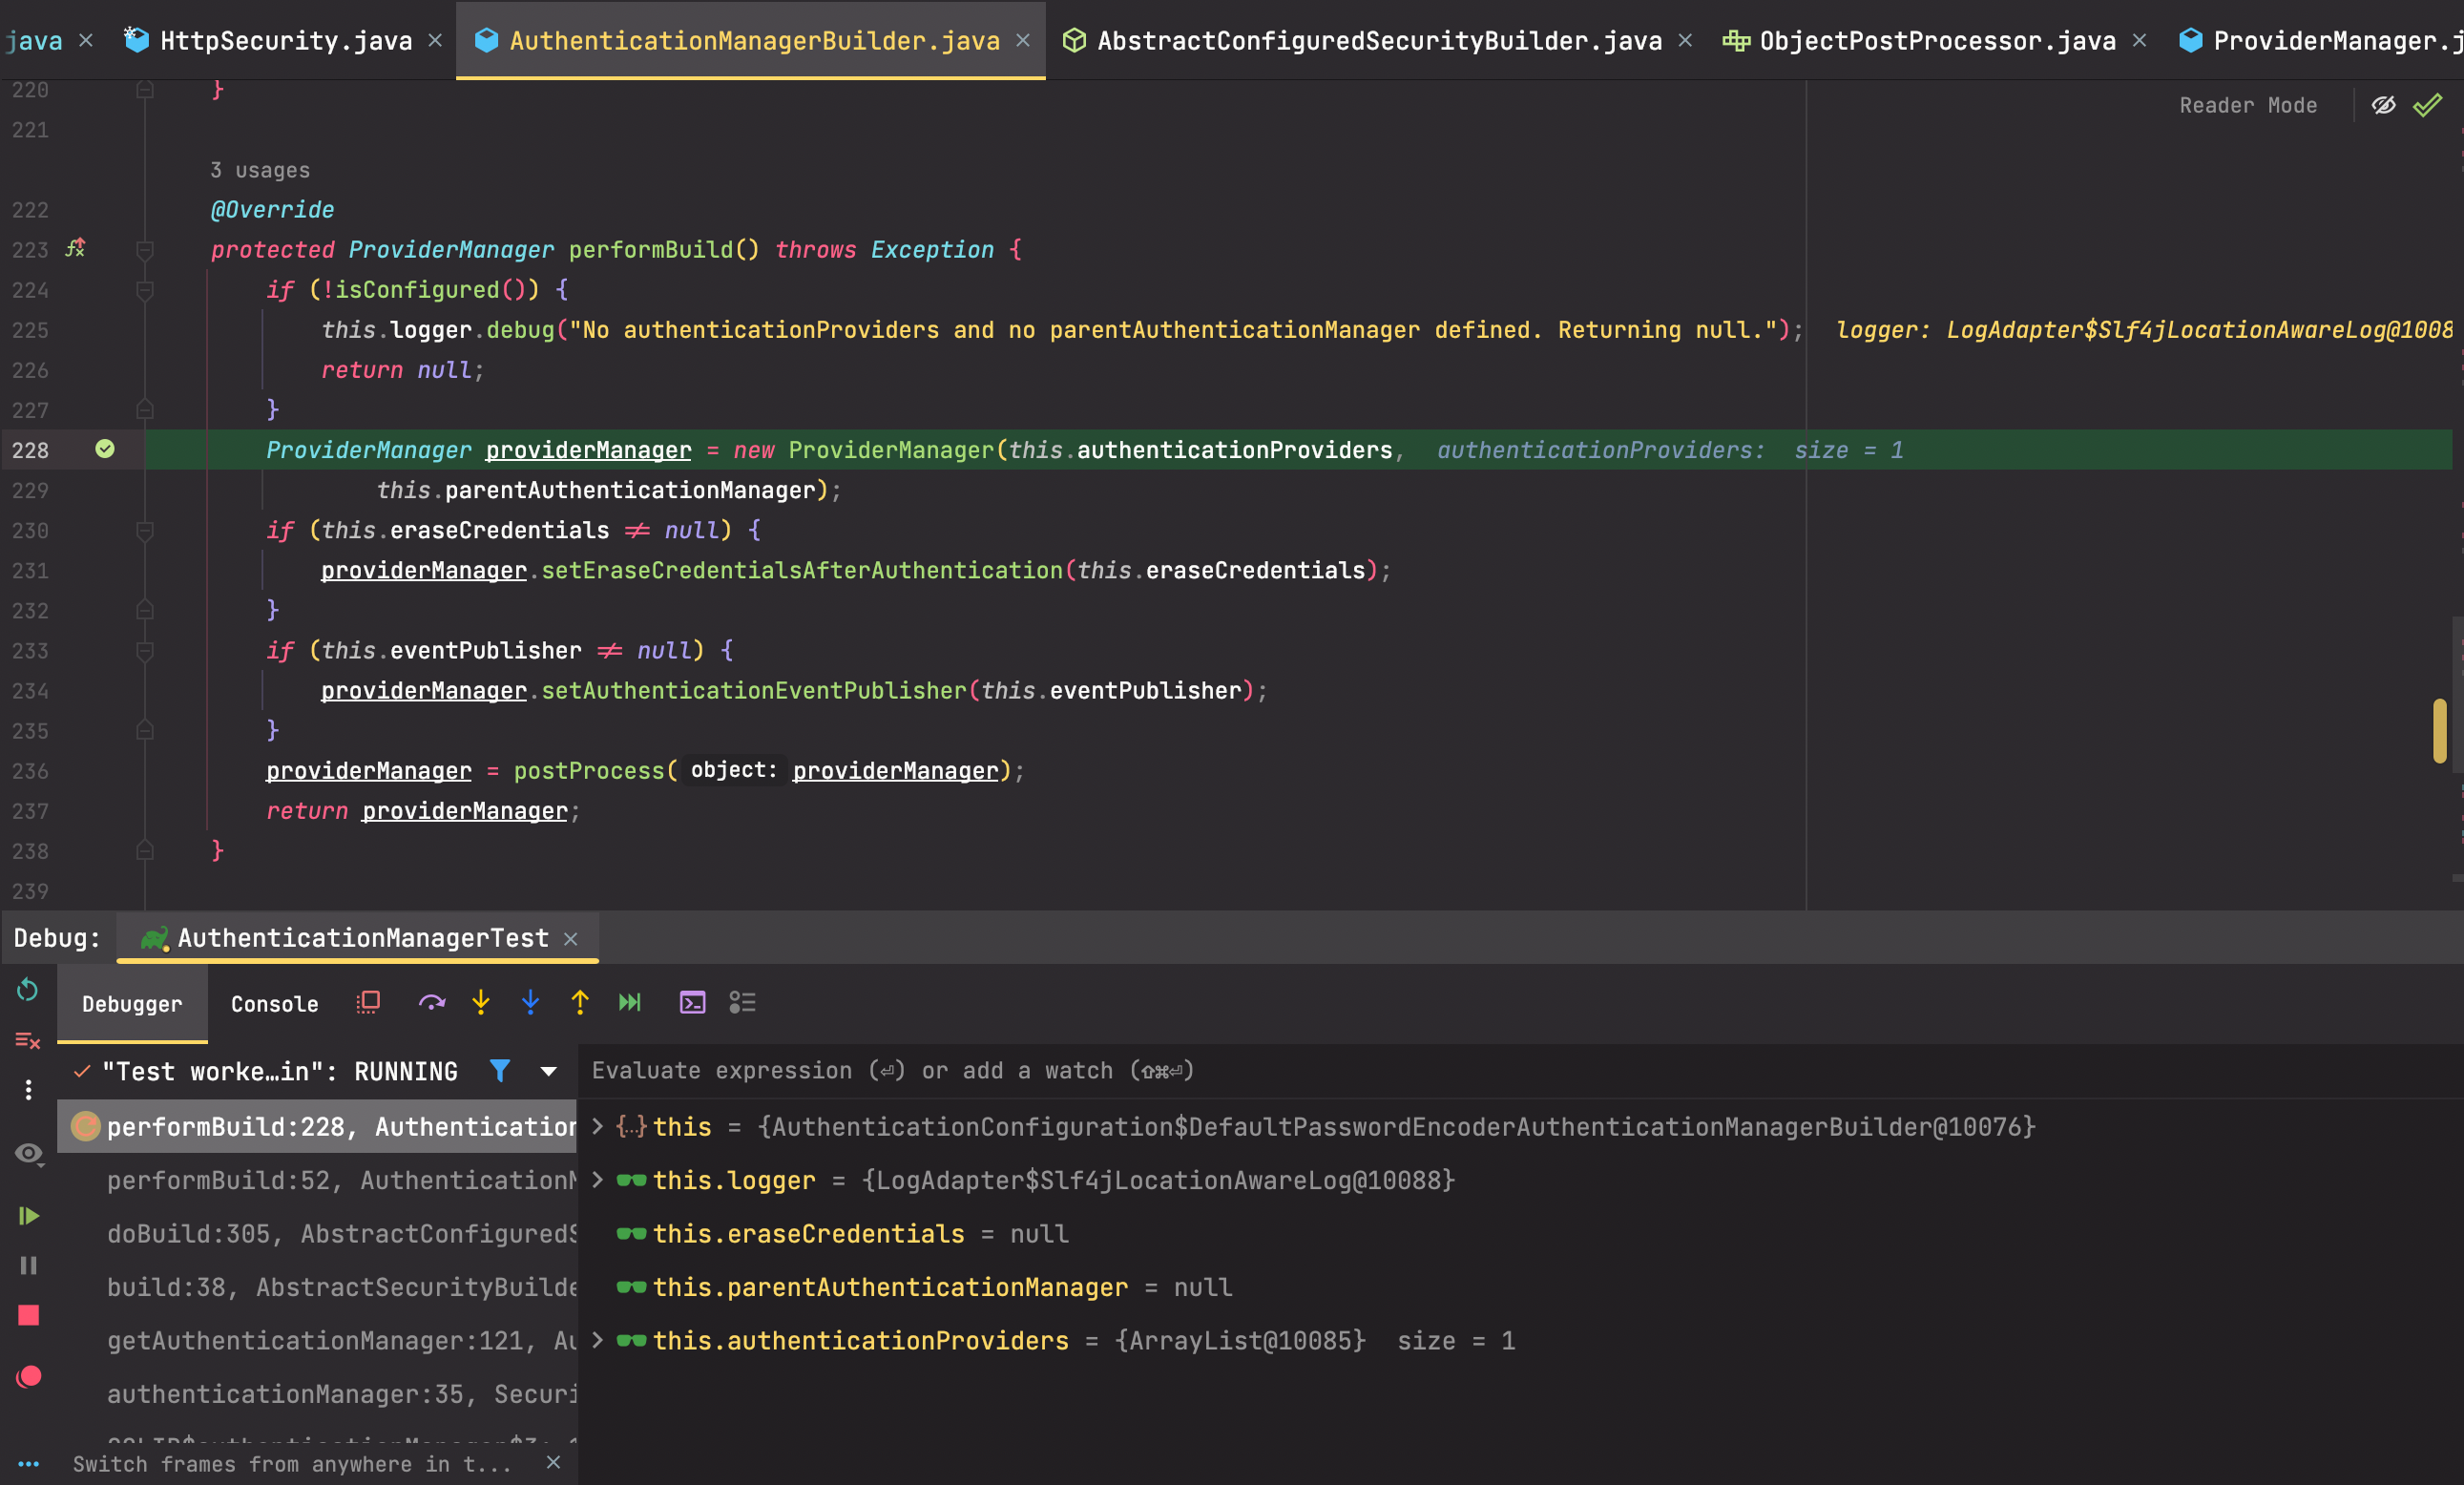 java HttpSecurity.java AuthenticationManagerBuilder.java AbstractConfiguredSecurityBuilder.java ObjectPostProcessor.java ProviderManager.j
220 }
Reader Mode
221
3 usages
222 @Override
223 protected ProviderManager performBuild() throws Exception {
224 if (!isConfigured()) {
225 this.logger.debug("No authenticationProviders and no parentAuthenticationManager defined. Returning null."); logger: LogAdapter$Slf4jLocationAwareLog@1008
226 return null;
227 }
228 ProviderManager providerManager = new ProviderManager(this.authenticationProviders, authenticationProviders: size = 1
229 this.parentAuthenticationManager);
230 if (this.eraseCredentials ≠ null) {
231 providerManager.setEraseCredentialsAfterAuthentication(this.eraseCredentials);
232 }
233 if (this.eventPublisher ≠ null) {
234 providerManager.setAuthenticationEventPublisher(this.eventPublisher);
235 }
236 providerManager = postProcess( object: providerManager);
237 return providerManager;
238 }
239
Debug: AuthenticationManagerTest
Debugger Console
"Test worke…in": RUNNING
Evaluate expression (⏎) or add a watch (⇧⌘⏎)
performBuild:228, Authentication
this = {AuthenticationConfiguration$DefaultPasswordEncoderAuthenticationManagerBuilder@10076}
performBuild:52, Authentication
this.logger = {LogAdapter$Slf4jLocationAwareLog@10088}
doBuild:305, AbstractConfiguredS
this.eraseCredentials = null
build:38, AbstractSecurityBuilde
this.parentAuthenticationManager = null
getAuthenticationManager:121, Au
this.authenticationProviders = {ArrayList@10085} size = 1
authenticationManager:35, Securi
Switch frames from anywhere in t...